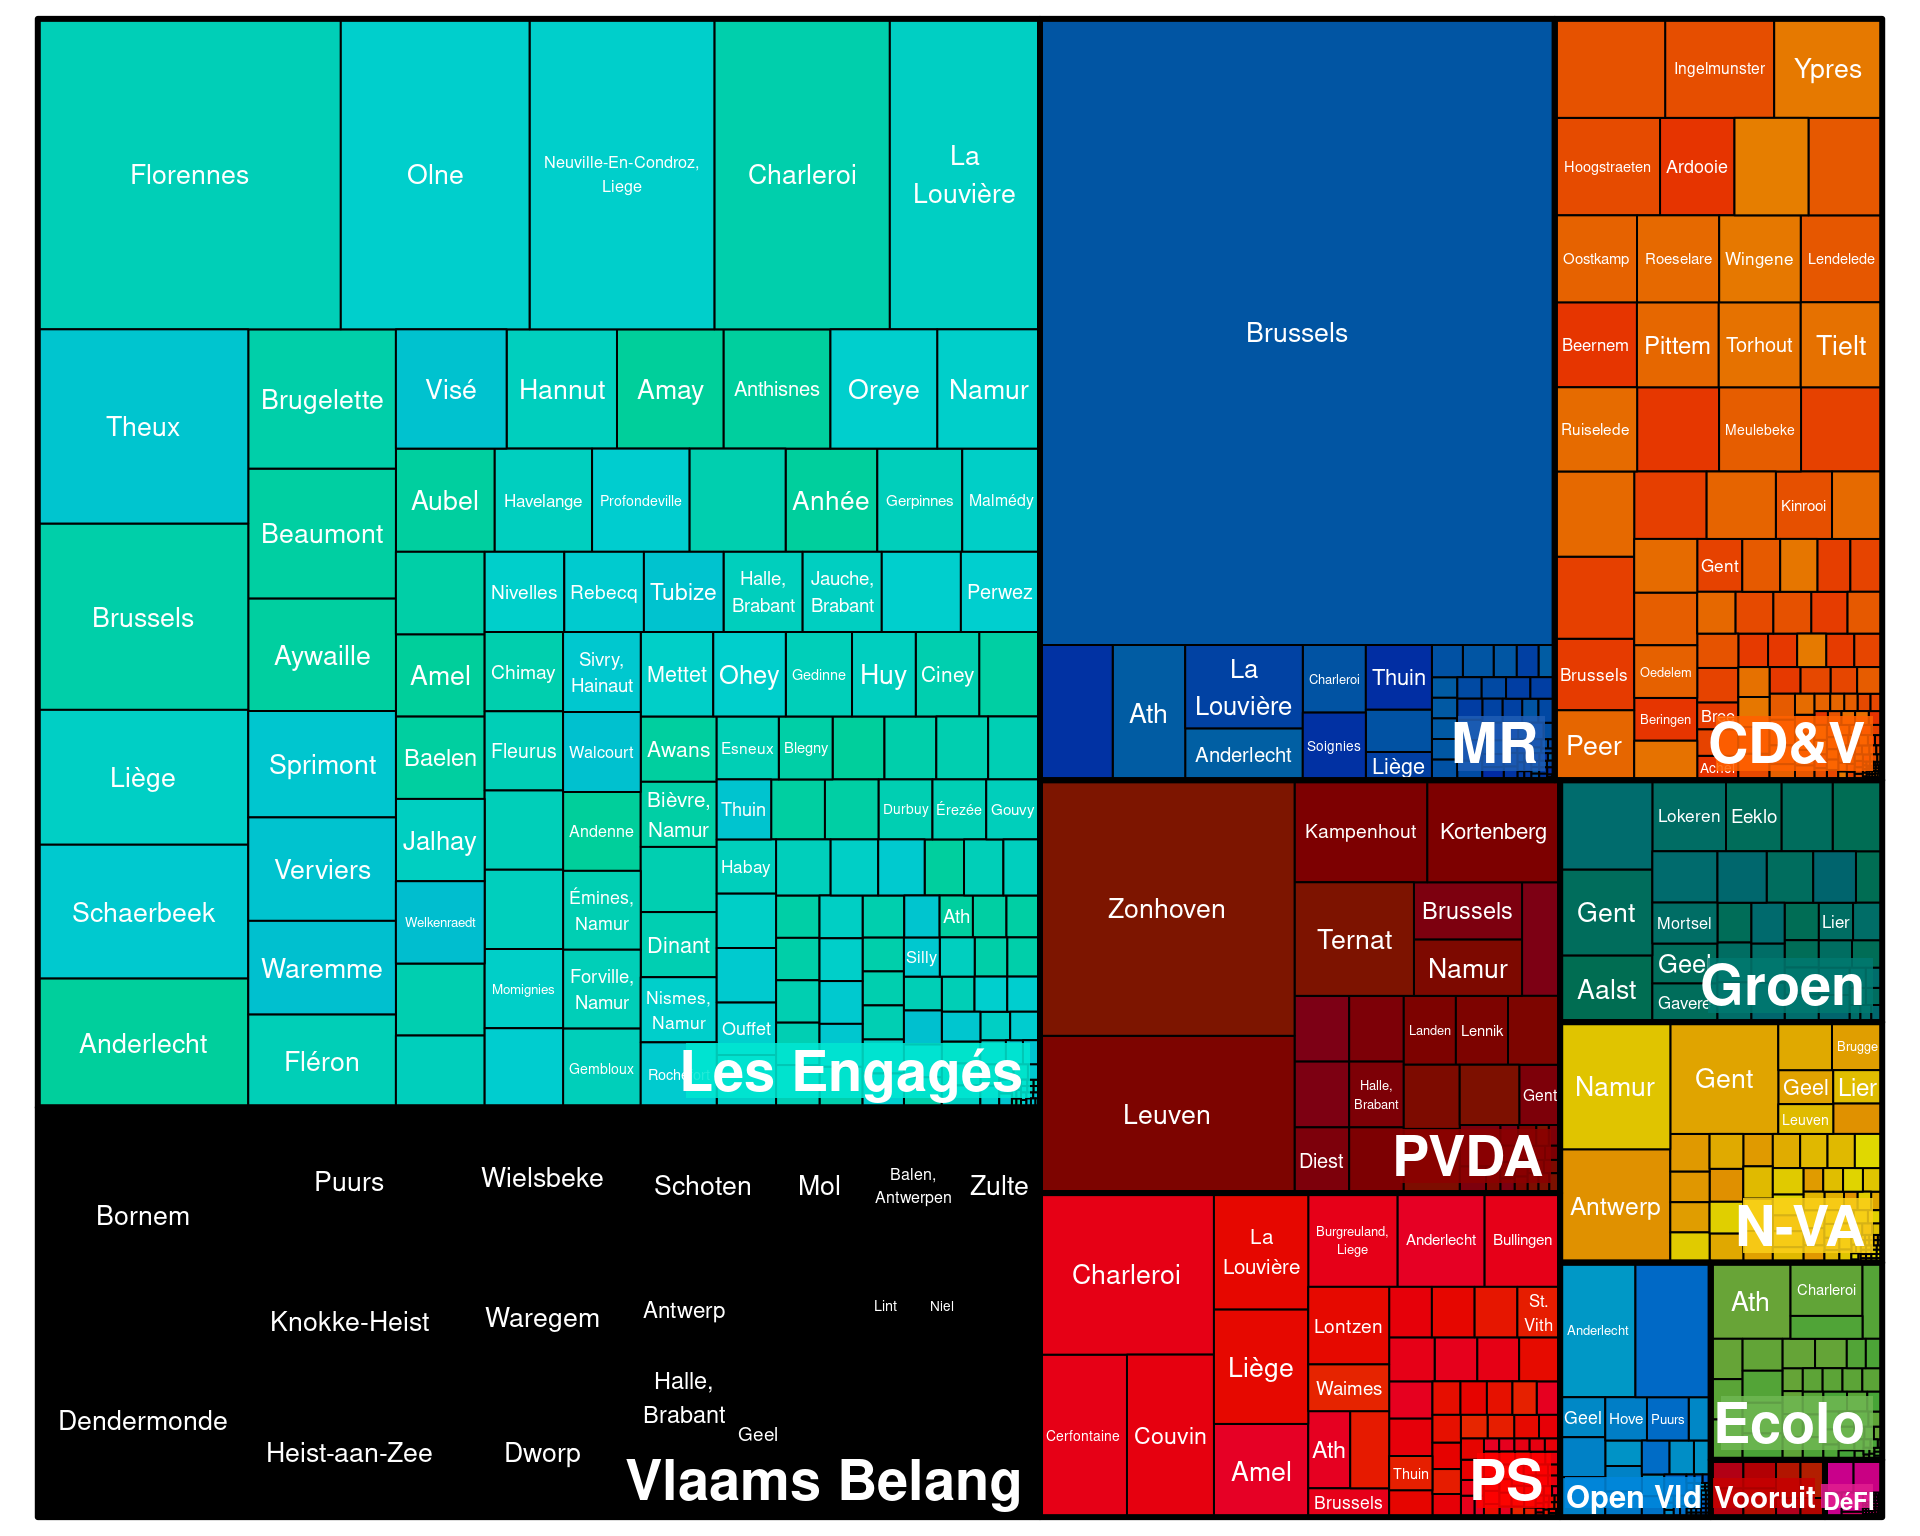 Florennes
Olne
Neuville-En-Condroz,
Liege
Charleroi
La
Louvière
Theux
Brugelette
Visé
Hannut
Amay
Anthisnes
Oreye
Namur
Aubel
Havelange
Profondeville
Anhée
Gerpinnes
Malmédy
Beaumont
Brussels
Nivelles
Rebecq
Tubize
Halle,
Brabant
Jauche,
Brabant
Perwez
Aywaille
Amel
Chimay
Sivry,
Hainaut
Mettet
Ohey
Gedinne
Huy
Ciney
Liège
Sprimont
Baelen
Fleurus
Walcourt
Awans
Esneux
Blegny
Verviers
Jalhay
Andenne
Bièvre,
Namur
Thuin
Durbuy
Érezée
Gouvy
Habay
Schaerbeek
Waremme
Welkenraedt
Émines,
Namur
Dinant
Ath
Silly
Momignies
Forville,
Namur
Nismes,
Namur
Ouffet
Anderlecht
Fléron
Gembloux
Les Engagés
Bornem
Puurs
Wielsbeke
Schoten
Mol
Balen,
Antwerpen
Zulte
Knokke-Heist
Waregem
Antwerp
Lint
Niel
Dendermonde
Heist-aan-Zee
Dworp
Halle,
Brabant
Geel
Vlaams Belang
Brussels
Ath
La
Louvière
Anderlecht
Charleroi
Soignies
Thuin
Liège
MR
Ingelmunster
Ypres
Hoogstraeten
Ardooie
Oostkamp
Roeselare
Wingene
Lendelede
Beernem
Pittem
Torhout
Tielt
Ruiselede
Meulebeke
Kinrooi
Gent
Brussels
Oedelem
Beringen
Peer
CD&V
Zonhoven
Kampenhout
Kortenberg
Ternat
Brussels
Namur
Leuven
Landen
Lennik
Halle,
Brabant
Gent
Diest
PVDA
Lokeren
Eeklo
Gent
Mortsel
Lier
Geel
Aalst
Gavere
Groen
Namur
Gent
Brugge
Geel
Lier
Leuven
Antwerp
N-VA
Charleroi
La
Louvière
Burgreuland,
Liege
Anderlecht
Bullingen
Lontzen
St.
Vith
Liège
Waimes
Cerfontaine
Couvin
Amel
Ath
Thuin
Brussels
PS
Anderlecht
Geel
Hove
Puurs
Open Vld
Ath
Charleroi
Ecolo
Vooruit
DéFI